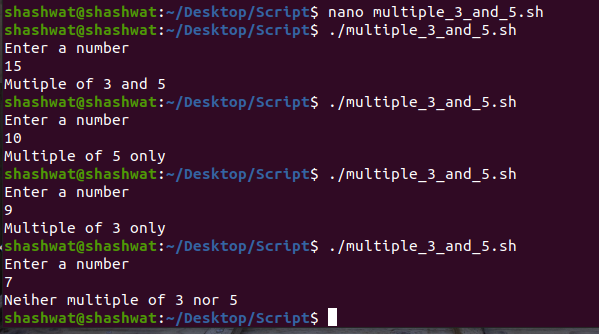 shashwat@shashwat:~/Desktop/Script$ nano multiple_3_and_5.sh
shashwat@shashwat:~/Desktop/Script$ ./multiple_3_and_5.sh
Enter a number
15
Mutiple of 3 and 5
shashwat@shashwat:~/Desktop/Script$ ./multiple_3_and_5.sh
Enter a number
10
Multiple of 5 only
shashwat@shashwat:~/Desktop/Script$ ./multiple_3_and_5.sh
Enter a number
9
Multiple of 3 only
shashwat@shashwat:~/Desktop/Script$ ./multiple_3_and_5.sh
Enter a number
7
Neiher multiple of 3 nor 5
shashwat@shashwat:~/Desktop/Script$